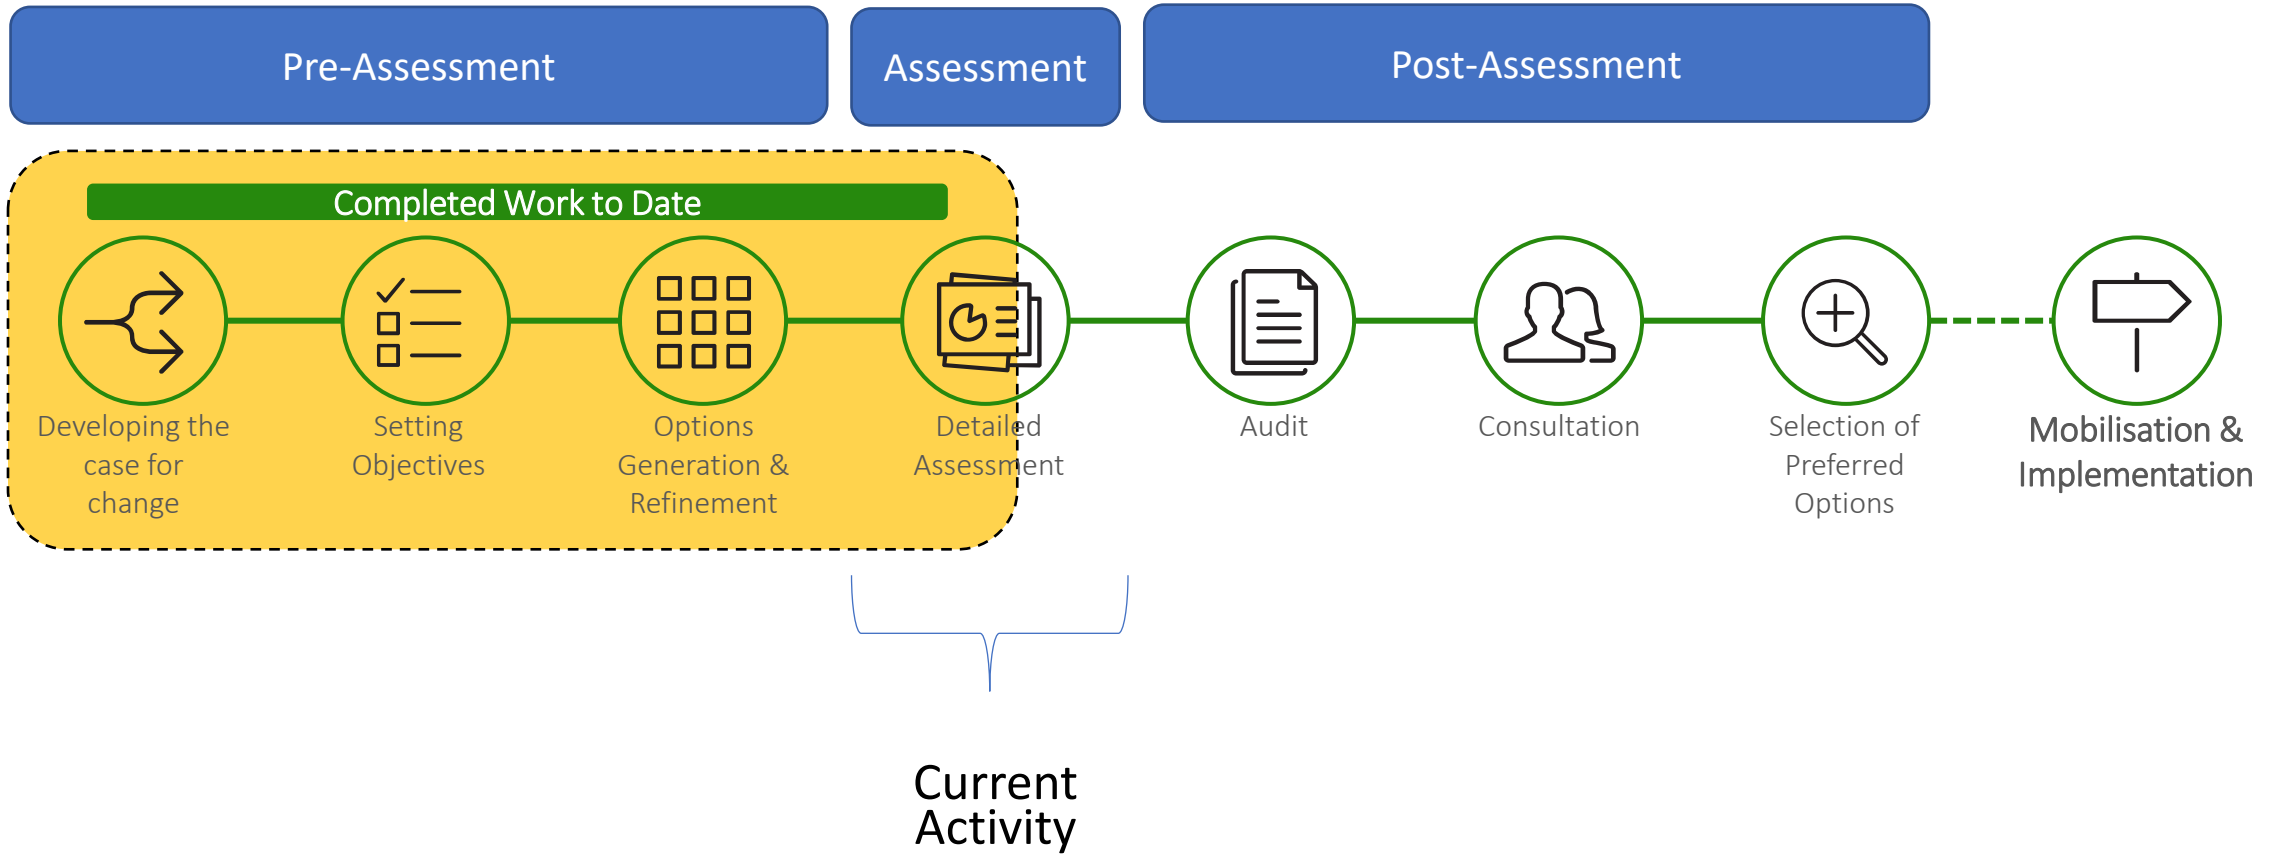 Pre-Assessment
Assessment
Post-Assessment
Completed Work to Date
Developing the
case for
change
Setting
Objectives
Options
Generation &
Refinement
Detailed
Assessment
Audit
Consultation
Selection of
Preferred
Options
Mobilisation &
Implementation
Current
Activity